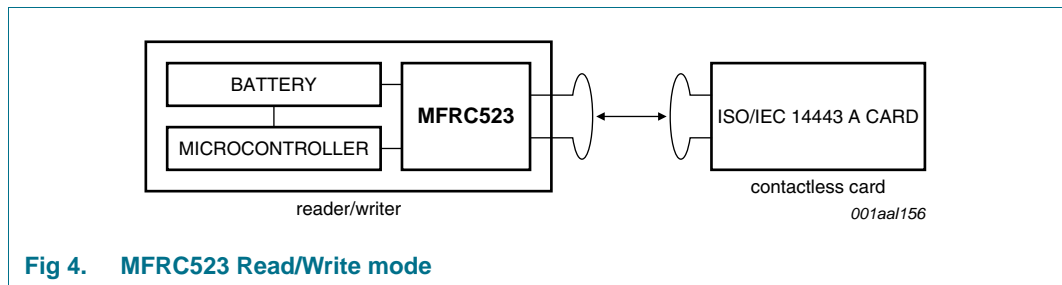 BATTERY
MICROCONTROLLER
MFRC523
reader/writer
ISO/IEC 14443 A CARD
contactless card
001aal156
Fig 4. MFRC523 Read/Write mode